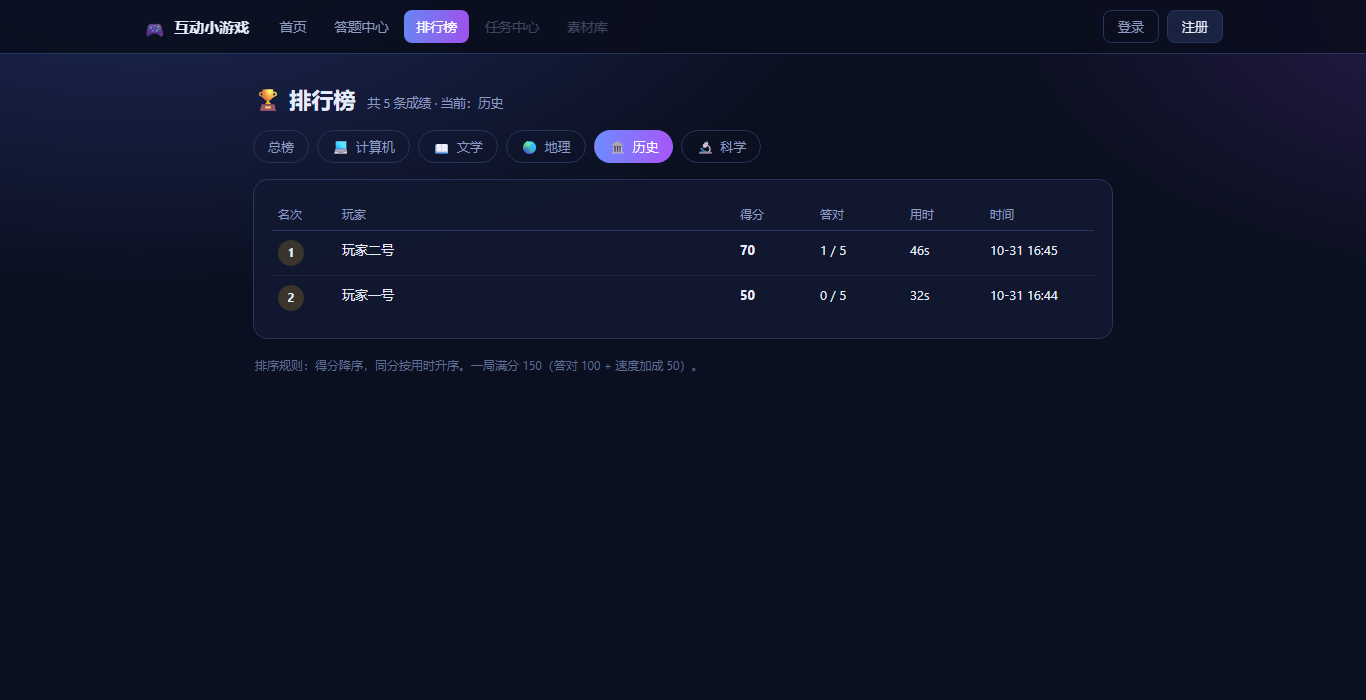 互动小游戏 首页 答题中心 排行榜 任务中心 素材库 登录 注册
排行榜 共 5 条成绩 · 当前：历史
总榜 计算机 文学 地理 历史 科学
名次 玩家 得分 答对 用时 时间
1 玩家二号 70 1 / 5 46s 10-31 16:45
2 玩家一号 50 0 / 5 32s 10-31 16:44
排序规则：得分降序，同分按用时升序。一局满分 150（答对 100 + 速度加成 50）。